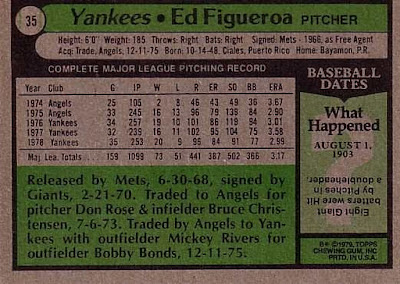 35
Yankees • Ed Figueroa PITCHER
Height: 6'0" Weight: 185 Throws: Right Bats: Right Signed: Mets - 1966, as Free Agent
Acq: Trade, Angels, 12-11-75 Born: 10-14-48, Ciales, Puerto Rico Home: Bayamon, P.R.
COMPLETE MAJOR LEAGUE PITCHING RECORD
Year Club G IP W L R ER SO BB ERA
1974 Angels 25 105 2 8 46 43 49 36 3.67
1975 Angels 33 245 16 13 96 79 139 84 2.90
1976 Yankees 34 257 19 10 101 86 119 94 3.01
1977 Yankees 32 239 16 11 102 95 104 75 3.58
1978 Yankees 35 253 20 9 96 84 91 77 2.99
Maj. Lea. Totals 159 1099 73 51 441 387 502 366 3.17
BASEBALL
DATES
What
Happened
AUGUST 1,
1903
Eight Giant
batters were Hit
by Pitches in
a doubleheader.
Released by Mets, 6-30-68, signed by
Giants, 2-21-70. Traded to Angels for
pitcher Don Rose & infielder Bruce Chris-
tensen, 7-6-73. Traded by Angels to Yan-
kees with outfielder Mickey Rivers for
outfielder Bobby Bonds, 12-11-75.
B* © 1979, TOPPS
CHEWING GUM, INC.
PRTD. IN U.S.A.